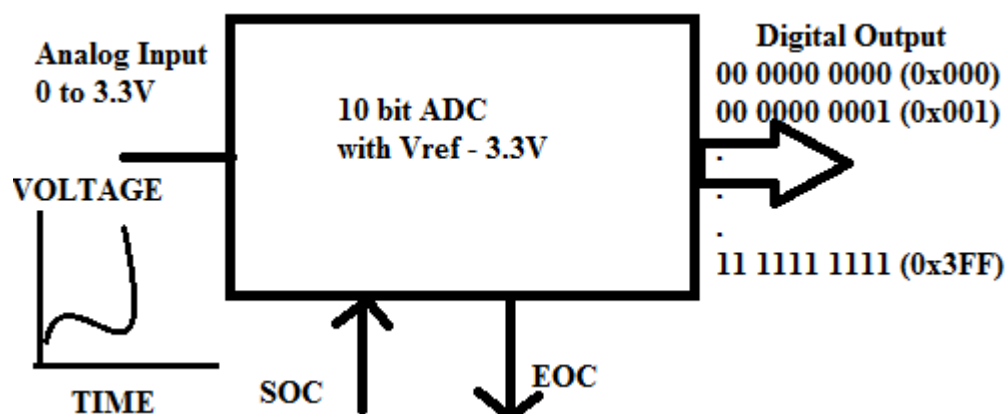 Analog Input
0 to 3.3V
VOLTAGE
TIME
10 bit ADC
with Vref - 3.3V
SOC
EOC
Digital Output
00 0000 0000 (0x000)
00 0000 0001 (0x001)
.
.
.
11 1111 1111 (0x3FF)